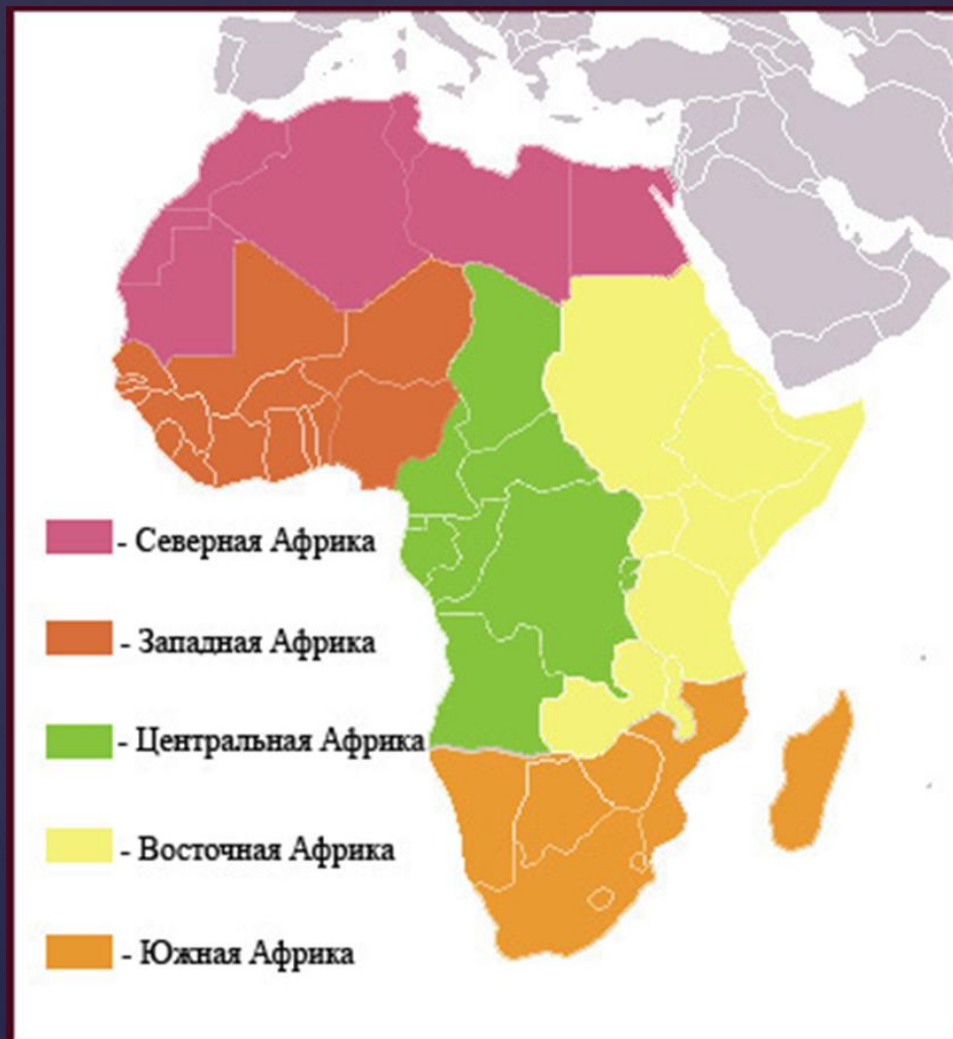 - Северная Африка
- Западная Африка
- Центральная Африка
- Восточная Африка
- Южная Африка